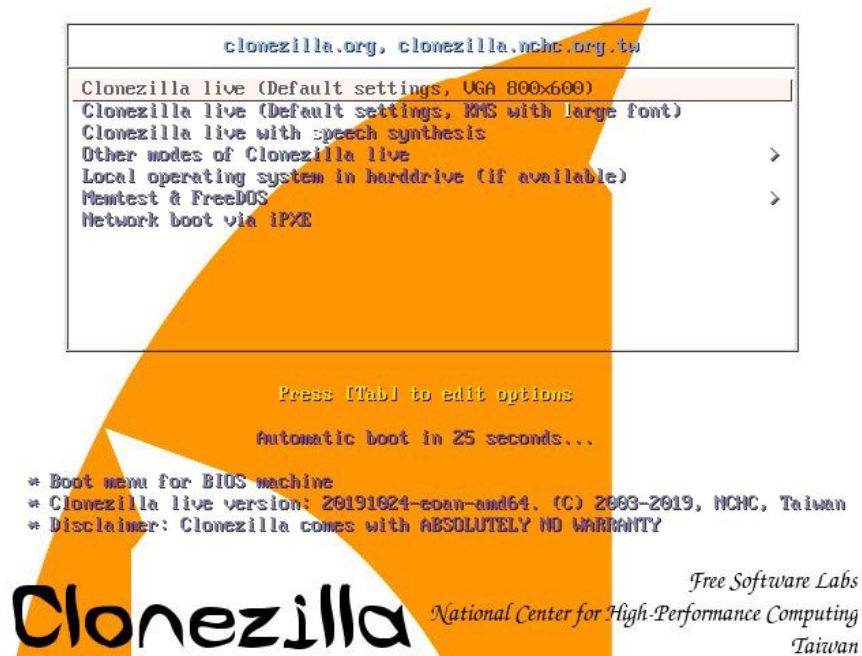 clonezilla.org, clonezilla.nchc.org.tw
Clonezilla live (Default settings, VGA 800x600)
Clonezilla live (Default settings, KMS with large font)
Clonezilla live with speech synthesis
Other modes of Clonezilla live >
Local operating system in harddrive (if available)
Memtest & FreeDOS >
Network boot via iPXE
Press [Tab] to edit options
Automatic boot in 25 seconds...
* Boot menu for BIOS machine
* Clonezilla live version: 20191024-eoan-amd64. (C) 2003-2019, NCHC, Taiwan
* Disclaimer: Clonezilla comes with ABSOLUTELY NO WARRANTY
Free Software Labs
Clonezilla National Center for High-Performance Computing
Taiwan